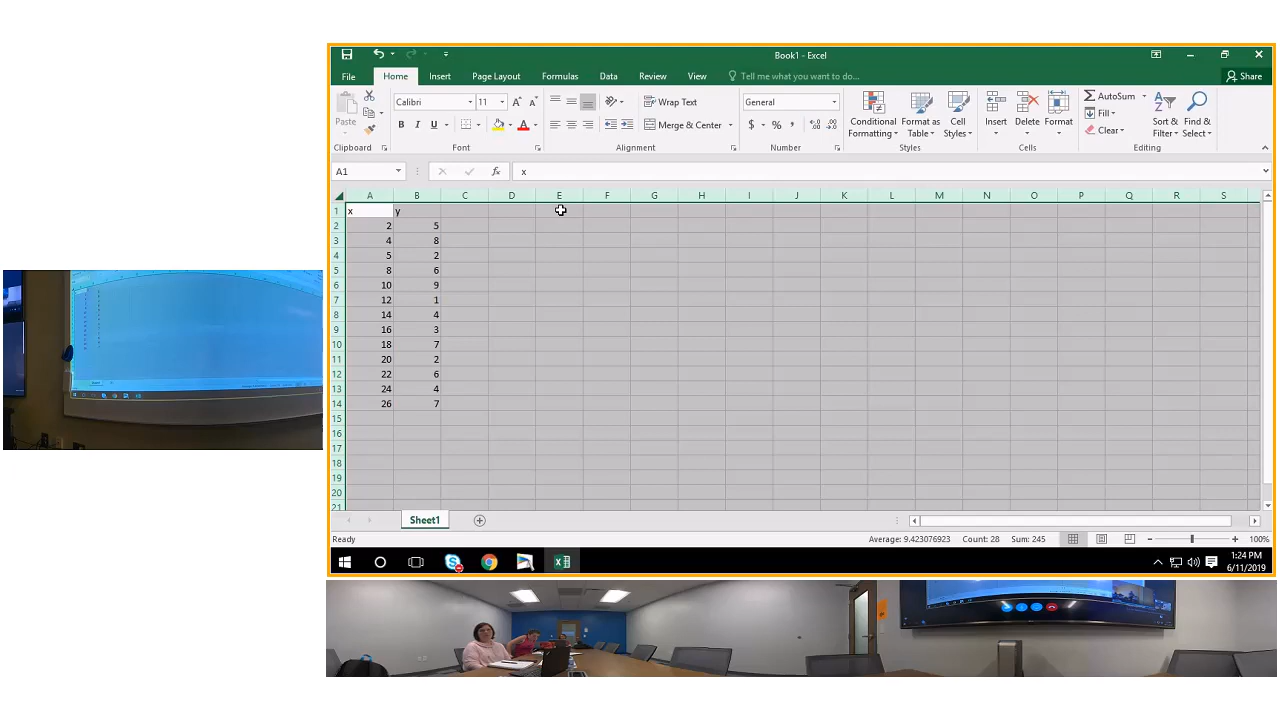 Book1 - Excel
File Home Insert Page Layout Formulas Data Review View Tell me what you want to do... Share
Paste Calibri 11 Wrap Text General Conditional Formatting Format as Table Cell Styles Insert Delete Format AutoSum Fill Clear Sort & Filter Find & Select
B I U Merge & Center $ % ,
Clipboard Font Alignment Number Styles Cells Editing
A1 fx x
A B C D E F G H I J K L M N O P Q R S
1 x y
2 2 5
3 4 8
4 5 2
5 8 6
6 10 9
7 12 1
8 14 4
9 16 3
10 18 7
11 20 2
12 22 6
13 24 4
14 26 7
15
16
17
18
19
20
21
Sheet1
Ready Average: 9.423076923 Count: 28 Sum: 245 100%
1:24 PM
6/11/2019